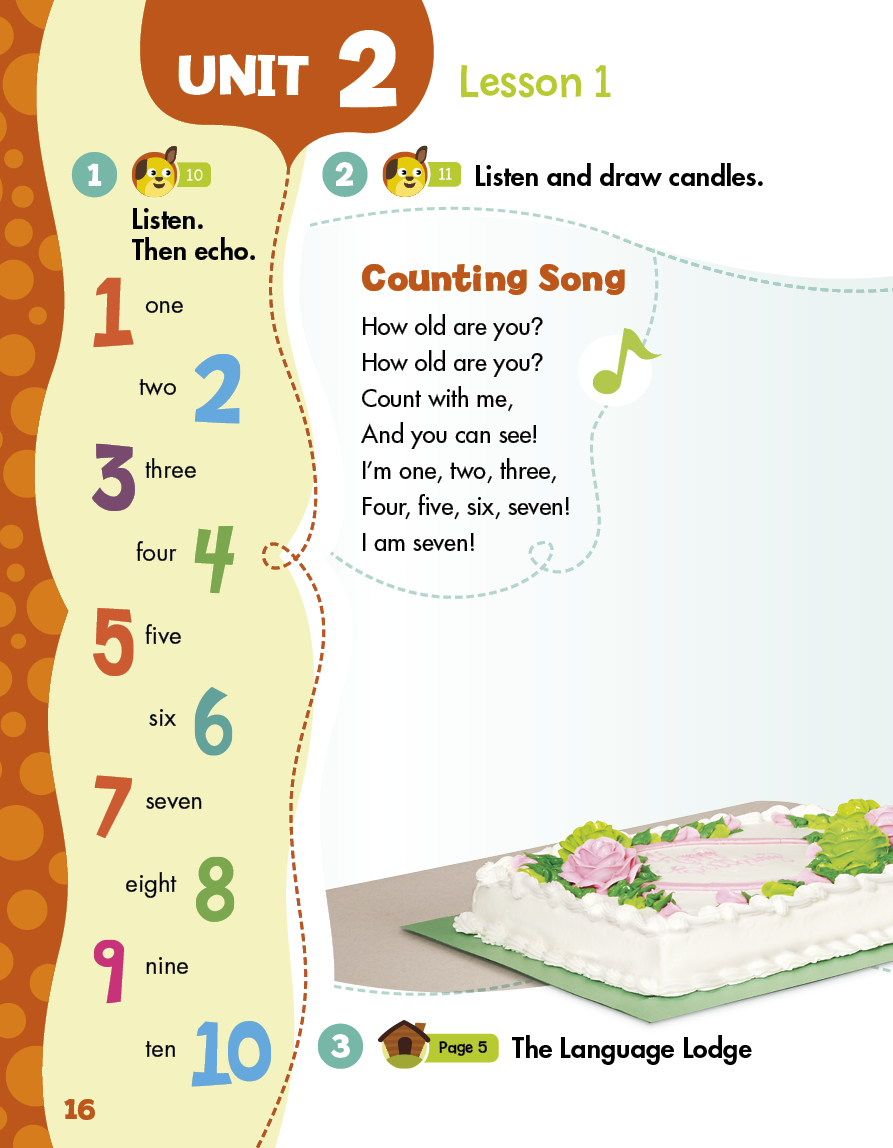 UNIT 2
Lesson 1
1
10
Listen.
Then echo.
1 one
two 2
3 three
four 4
5 five
six 6
7 seven
eight 8
9 nine
ten 10
2
11
Listen and draw candles.
Counting Song
How old are you?
How old are you?
Count with me,
And you can see!
I'm one, two, three,
Four, five, six, seven!
I am seven!
3
Page 5
The Language Lodge
16